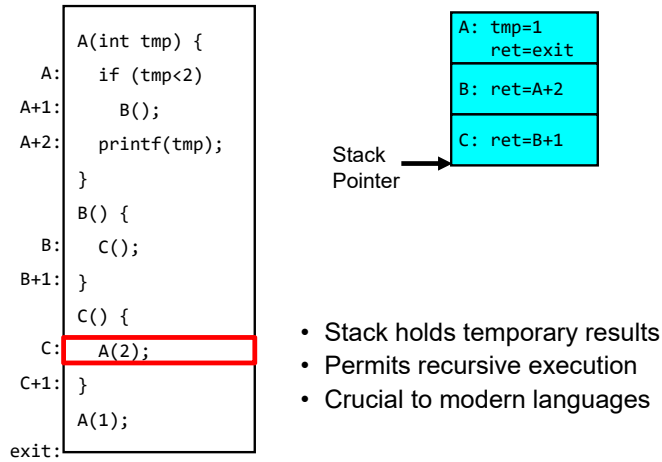 A(int tmp) {
A: if (tmp<2)
A+1: B();
A+2: printf(tmp);
}
B() {
B: C();
B+1: }
C() {
C: A(2);
C+1: }
A(1);
exit:
A: tmp=1
ret=exit
B: ret=A+2
C: ret=B+1
Stack
Pointer
• Stack holds temporary results
• Permits recursive execution
• Crucial to modern languages